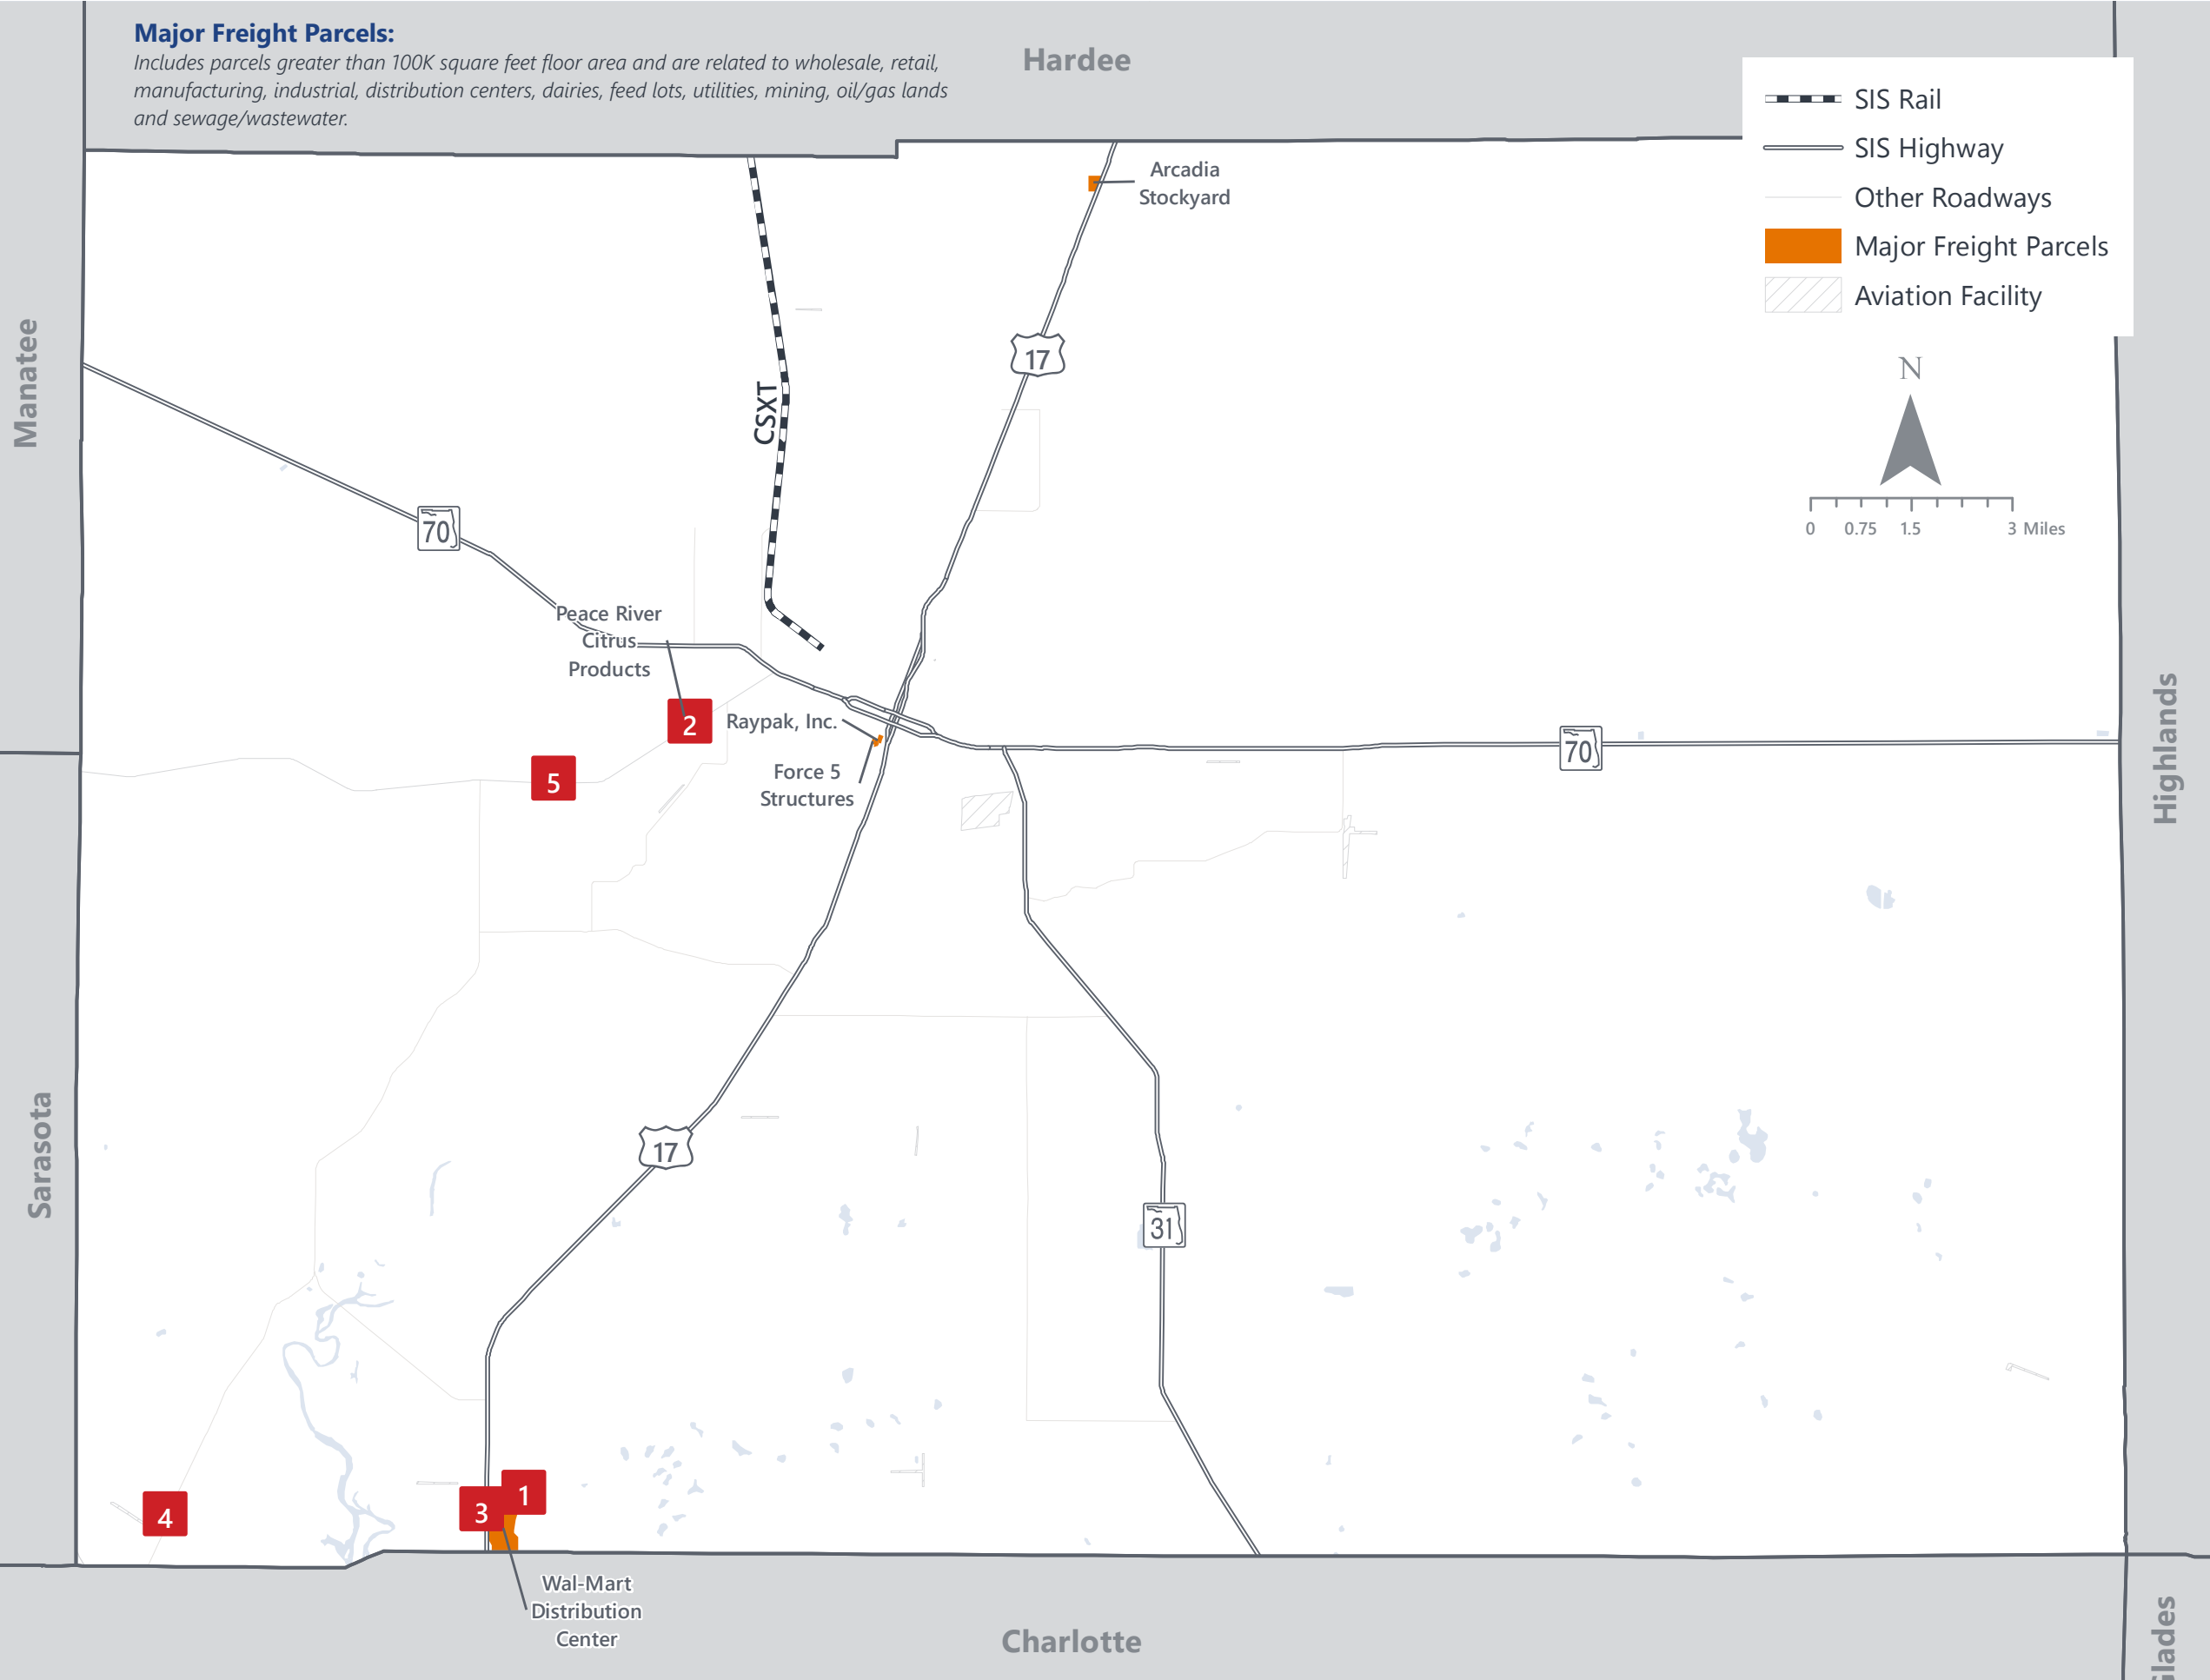 Major Freight Parcels:
Includes parcels greater than 100K square feet floor area and are related to wholesale, retail,
manufacturing, industrial, distribution centers, dairies, feed lots, utilities, mining, oil/gas lands
and sewage/wastewater.
Hardee
SIS Rail
SIS Highway
Other Roadways
Major Freight Parcels
Aviation Facility
N
0 0.75 1.5 3 Miles
Arcadia
Stockyard
Manatee
17
CSXT
70
Peace River
Citrus
Products
2
Raypak, Inc.
5
Force 5
Structures
70
Highlands
Sarasota
17
31
1
3
4
Wal-Mart
Distribution
Center
Charlotte
Glades